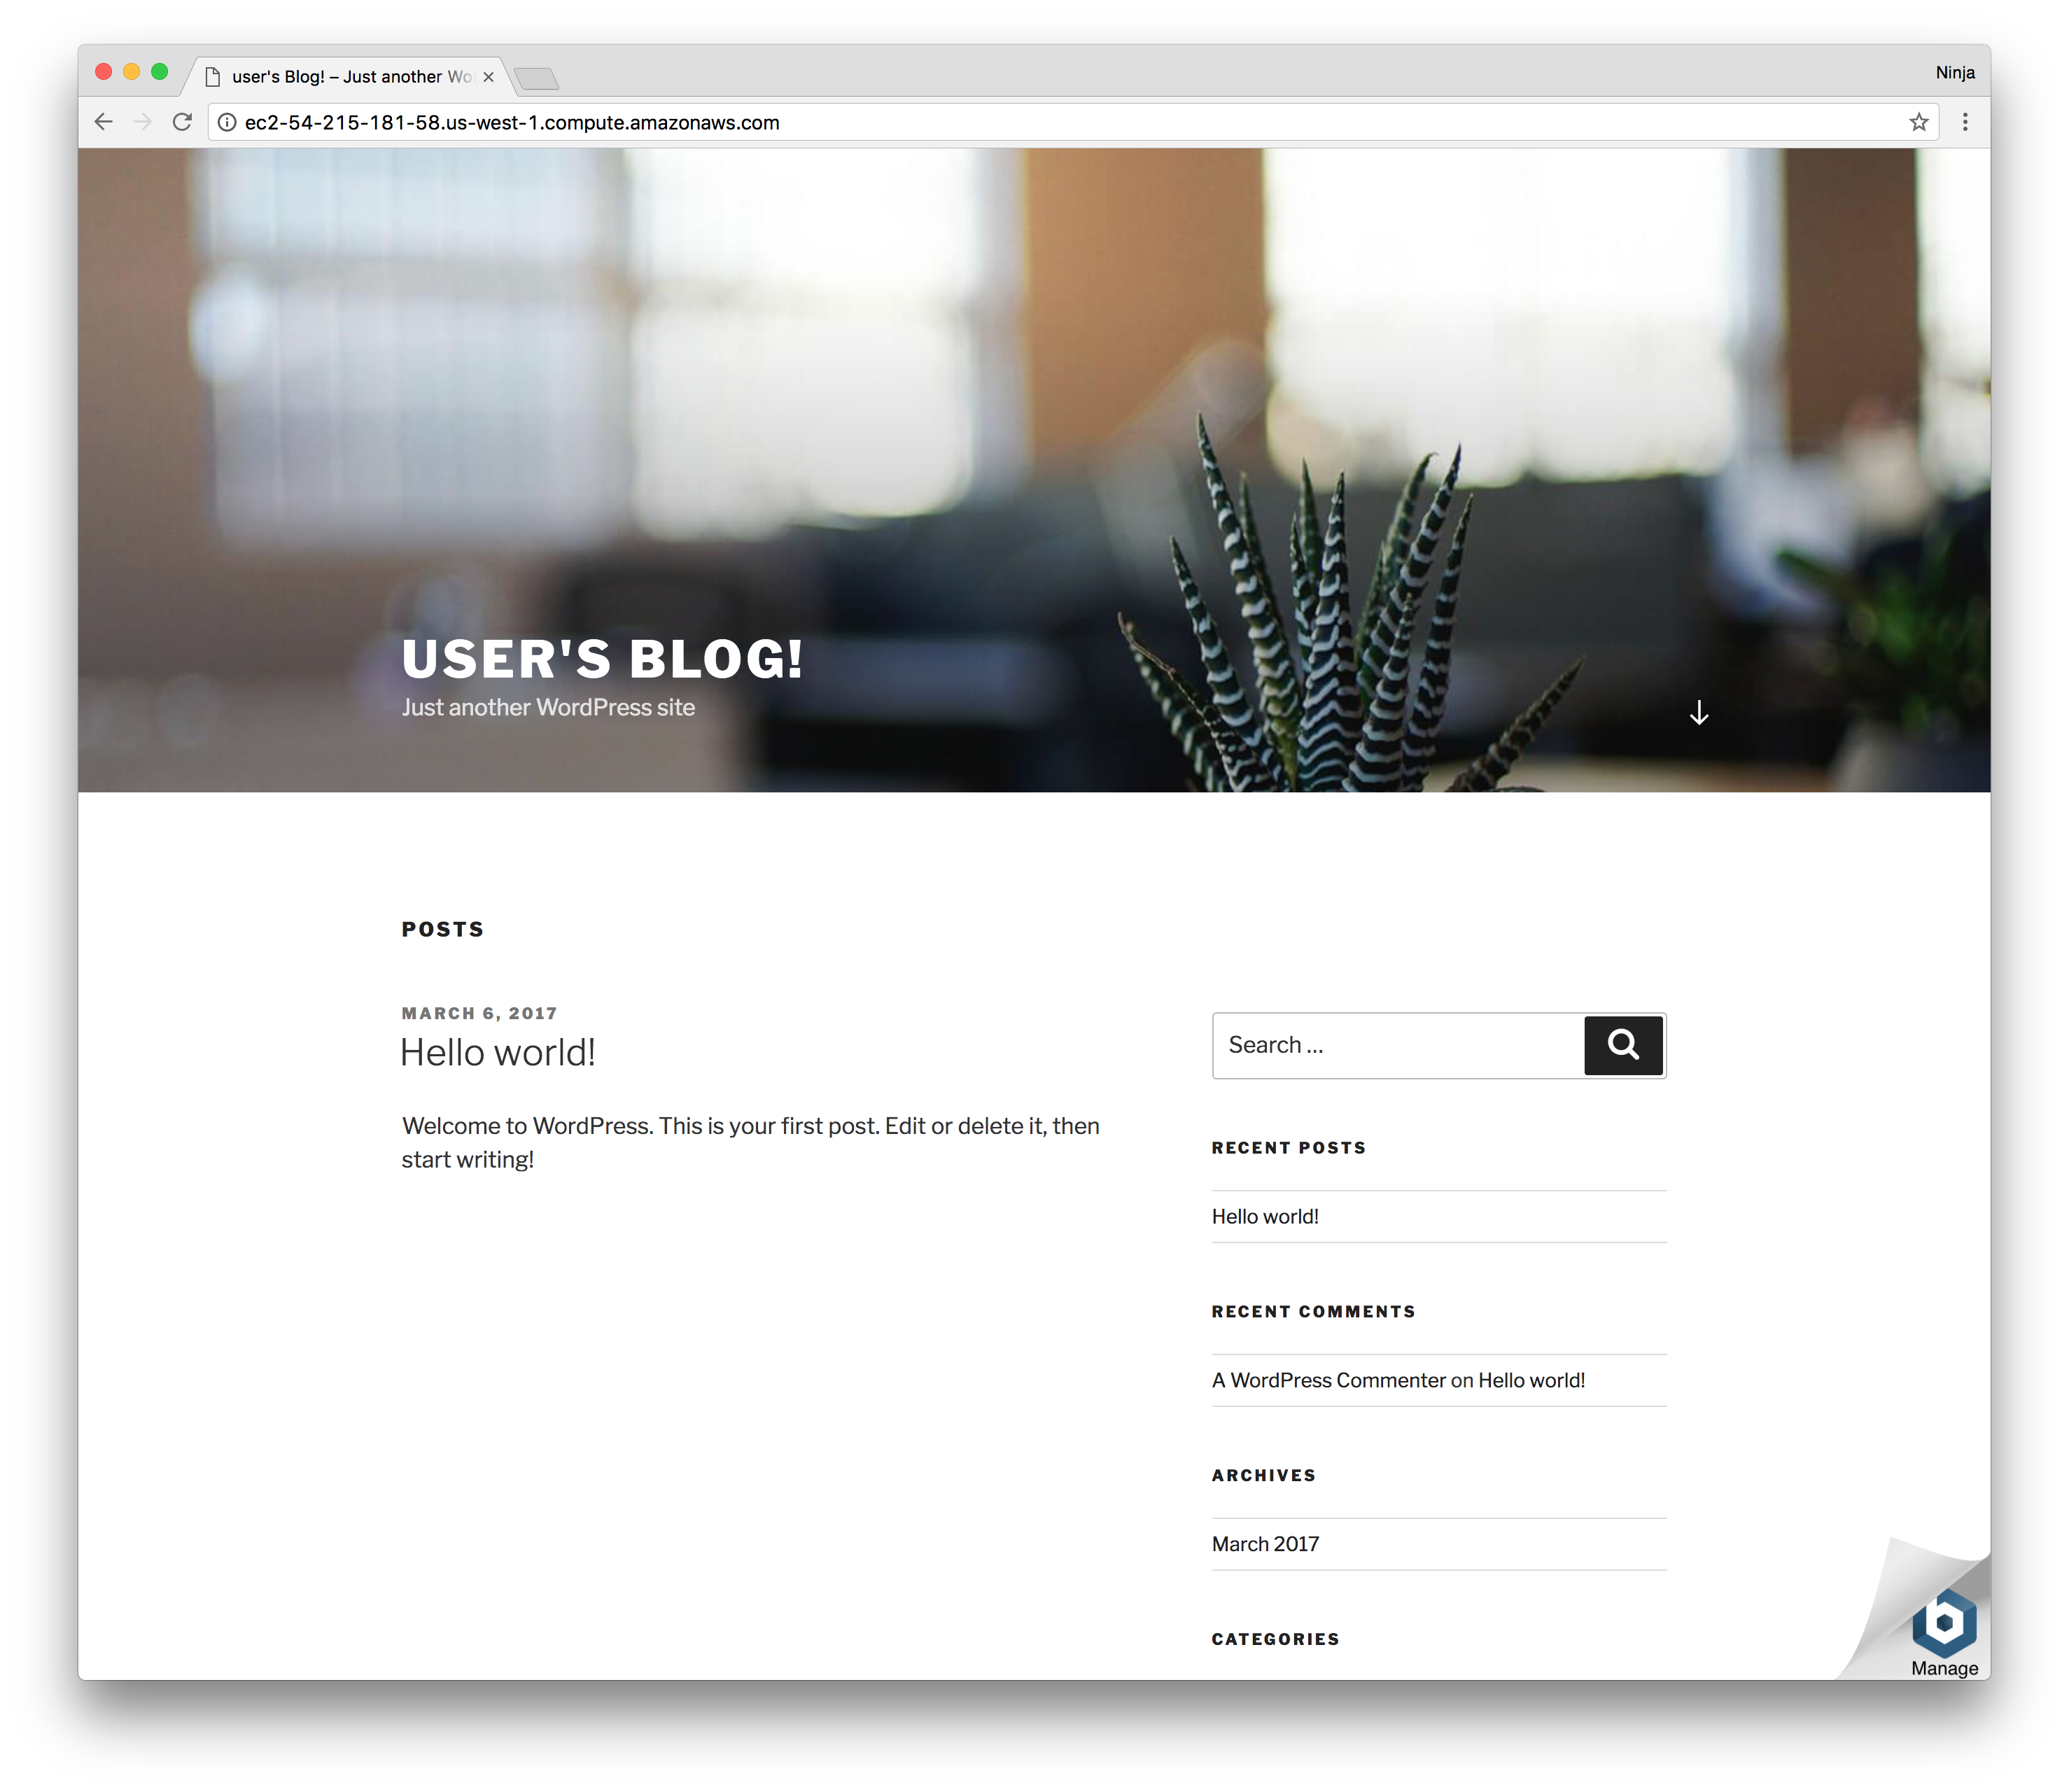 user's Blog! – Just another Wo
Ninja
ec2-54-215-181-58.us-west-1.compute.amazonaws.com
USER'S BLOG!
Just another WordPress site
POSTS
MARCH 6, 2017
Hello world!
Welcome to WordPress. This is your first post. Edit or delete it, then
start writing!
Search ...
RECENT POSTS
Hello world!
RECENT COMMENTS
A WordPress Commenter on Hello world!
ARCHIVES
March 2017
CATEGORIES
Manage